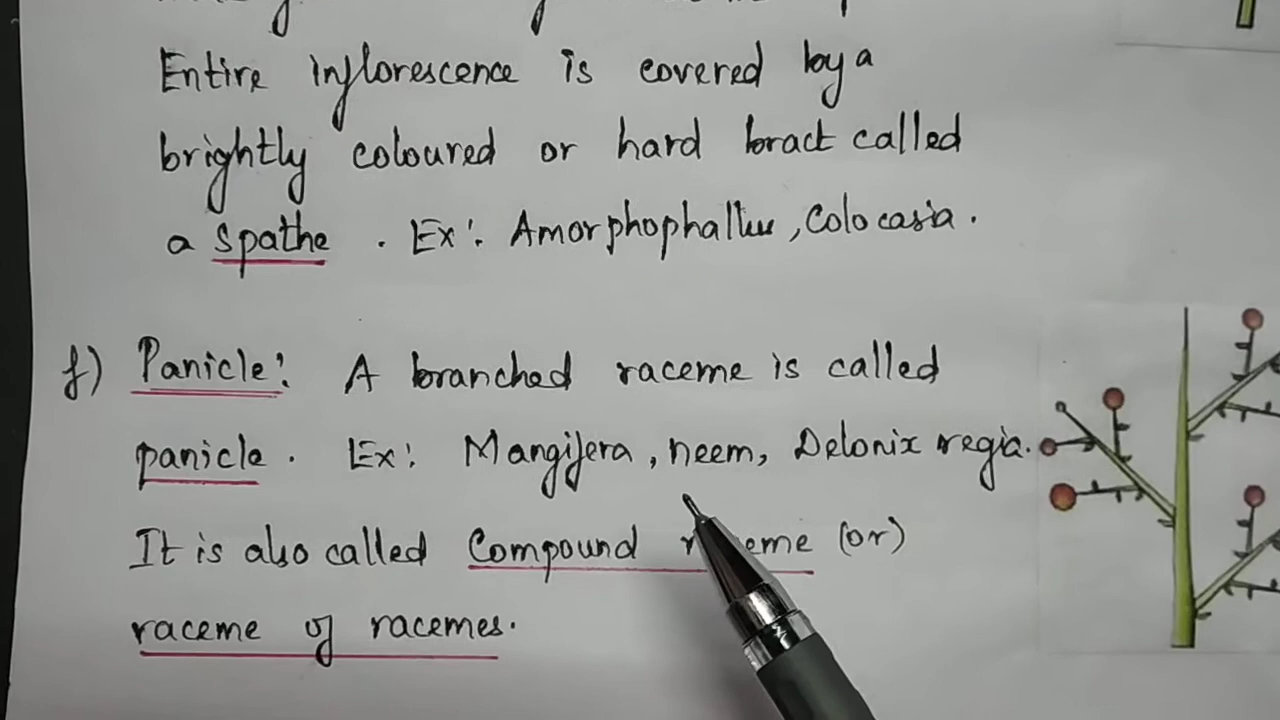 Entire inflorescence is covered by a
brightly coloured or hard bract called
a spathe . Ex: Amorphophallus, Colocasia.
f) Panicle: A branched raceme is called
panicle. Ex: Mangifera, neem, Delonix regia.
It is also called Compound raceme (or)
raceme of racemes.